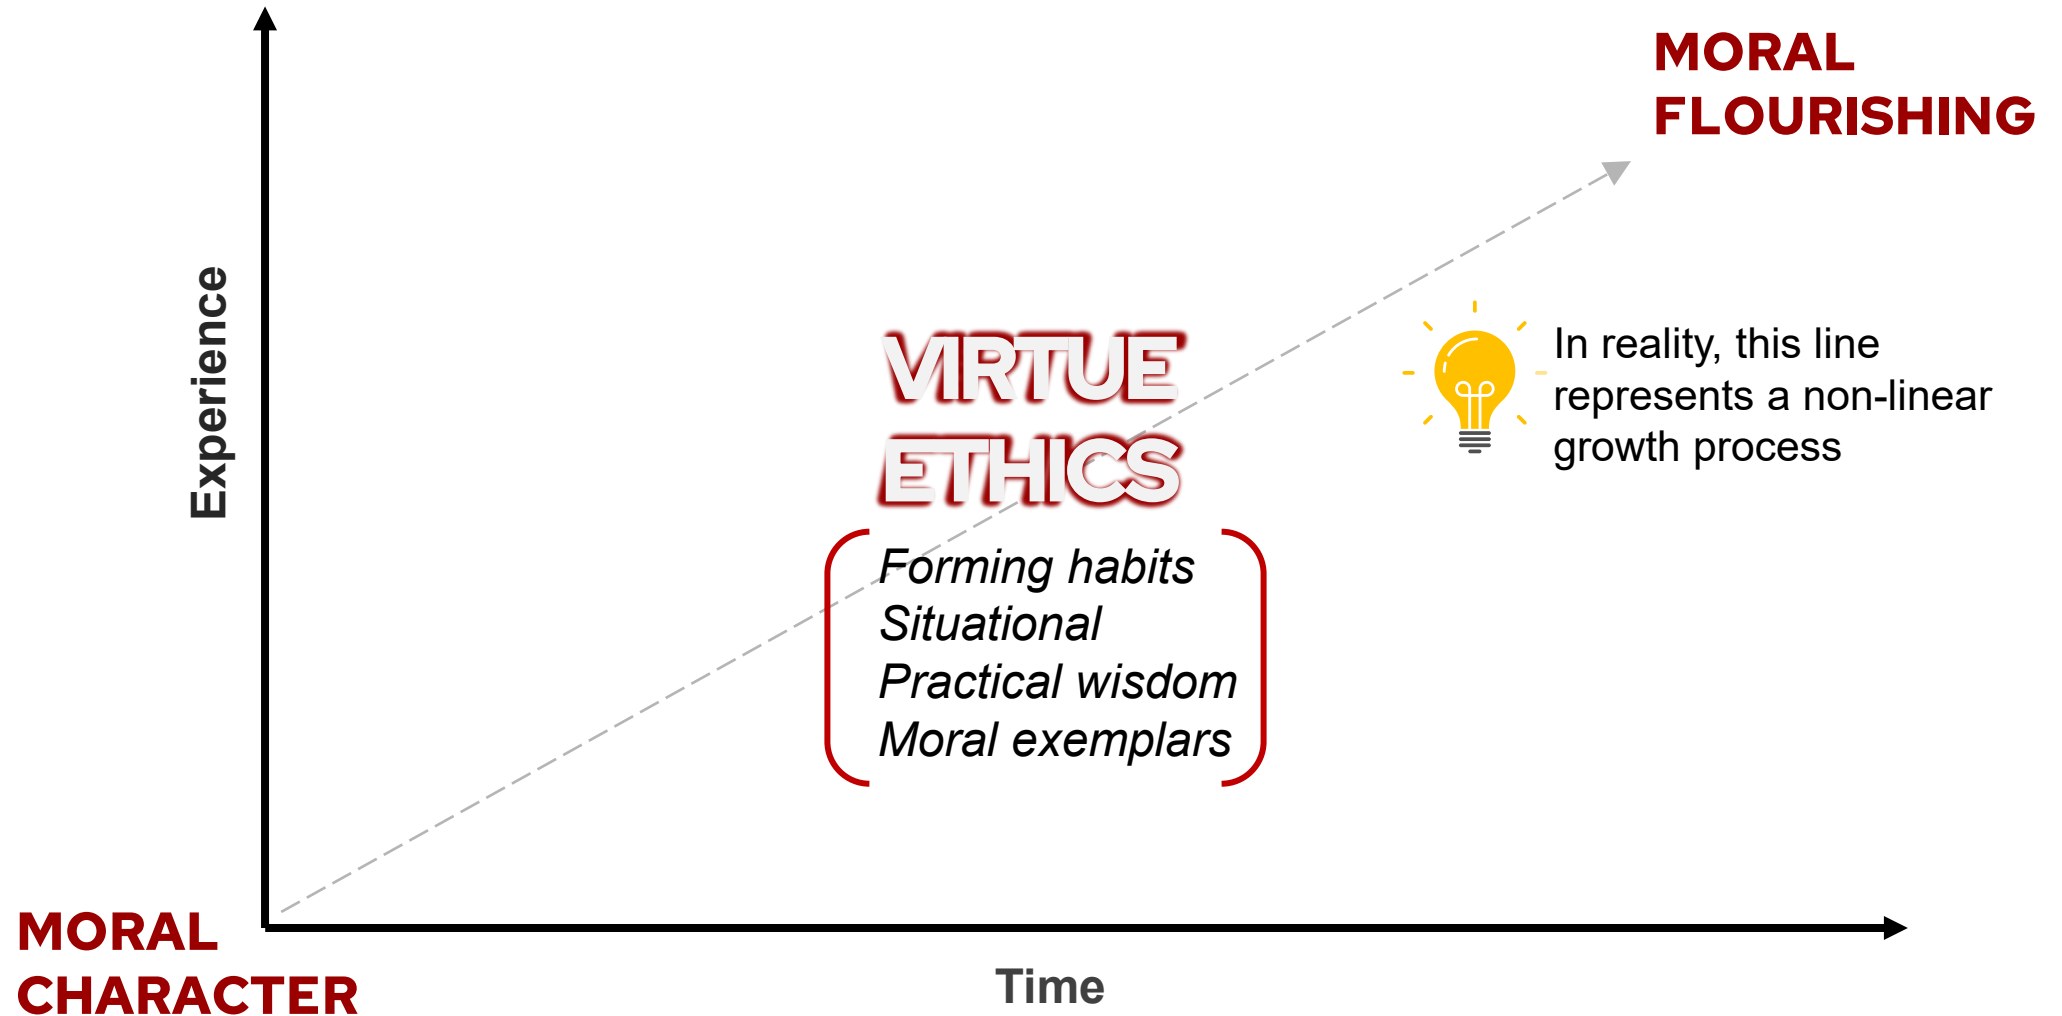 MORAL
FLOURISHING
Experience
VIRTUE
ETHICS
In reality, this line
represents a non-linear
growth process
Forming habits
Situational
Practical wisdom
Moral exemplars
MORAL
CHARACTER
Time